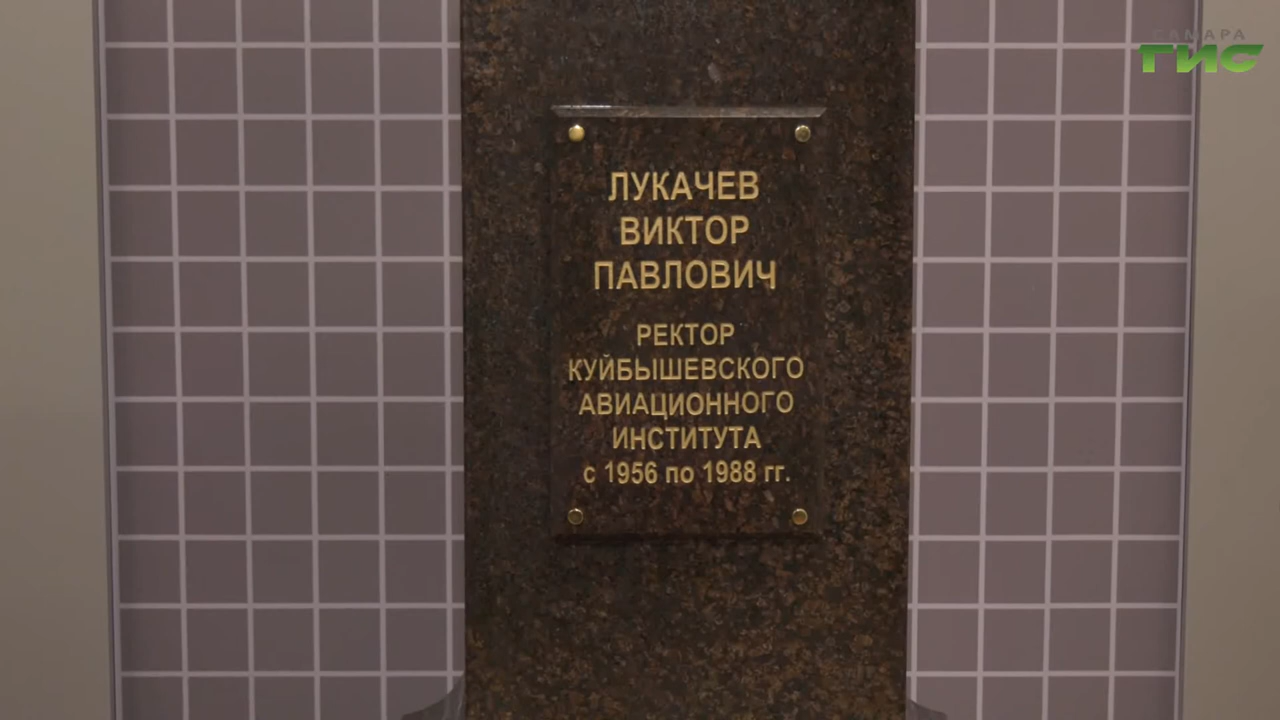 САМАРА
ГИС
ЛУКАЧЕВ
ВИКТОР
ПАВЛОВИЧ
РЕКТОР
КУЙБЫШЕВСКОГО
АВИАЦИОННОГО
ИНСТИТУТА
с 1956 по 1988 гг.